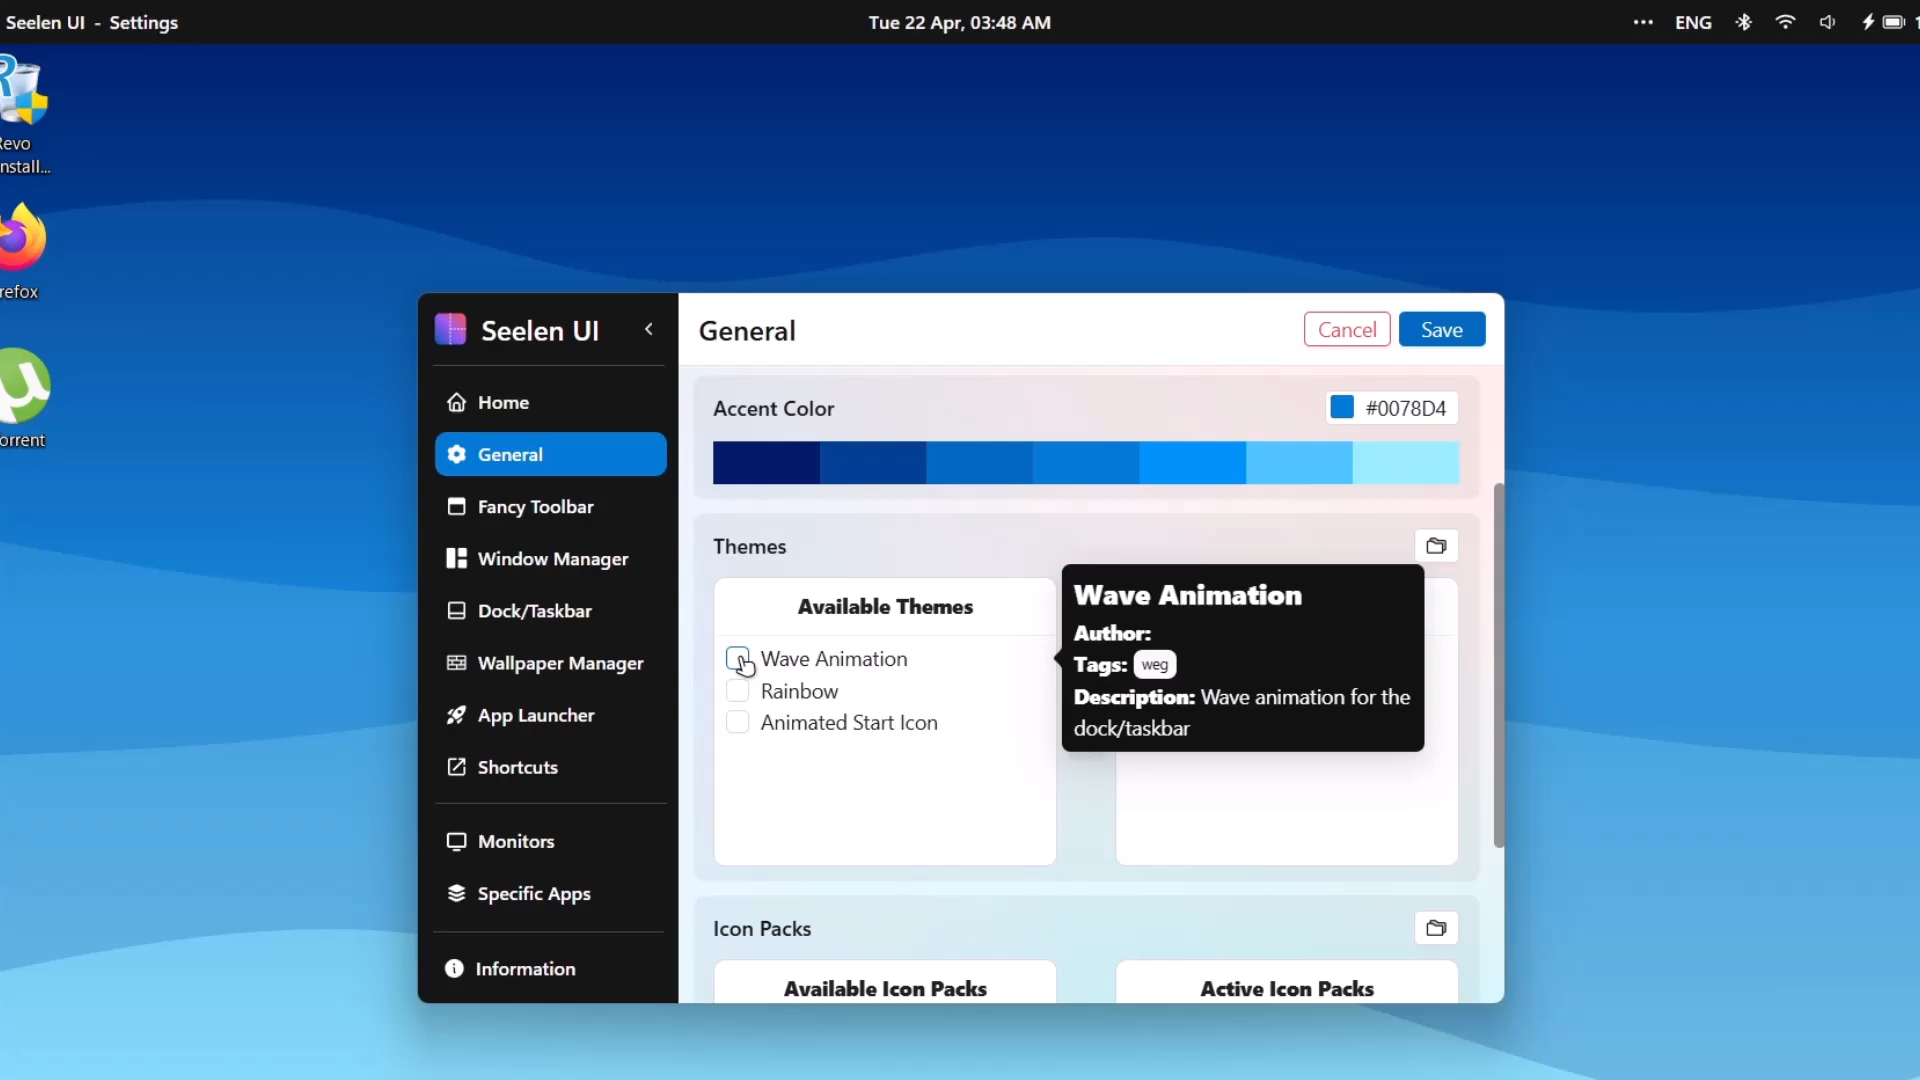 Seelen UI - Settings
Tue 22 Apr, 03:48 AM
ENG
Revo
nstall...
refox
orrent
Seelen UI
Home
General
Fancy Toolbar
Window Manager
Dock/Taskbar
Wallpaper Manager
App Launcher
Shortcuts
Monitors
Specific Apps
Information
General
Cancel
Save
Accent Color
#0078D4
Themes
Available Themes
Wave Animation
Rainbow
Animated Start Icon
Wave Animation
Author:
Tags: weg
Description: Wave animation for the
dock/taskbar
Icon Packs
Available Icon Packs
Active Icon Packs